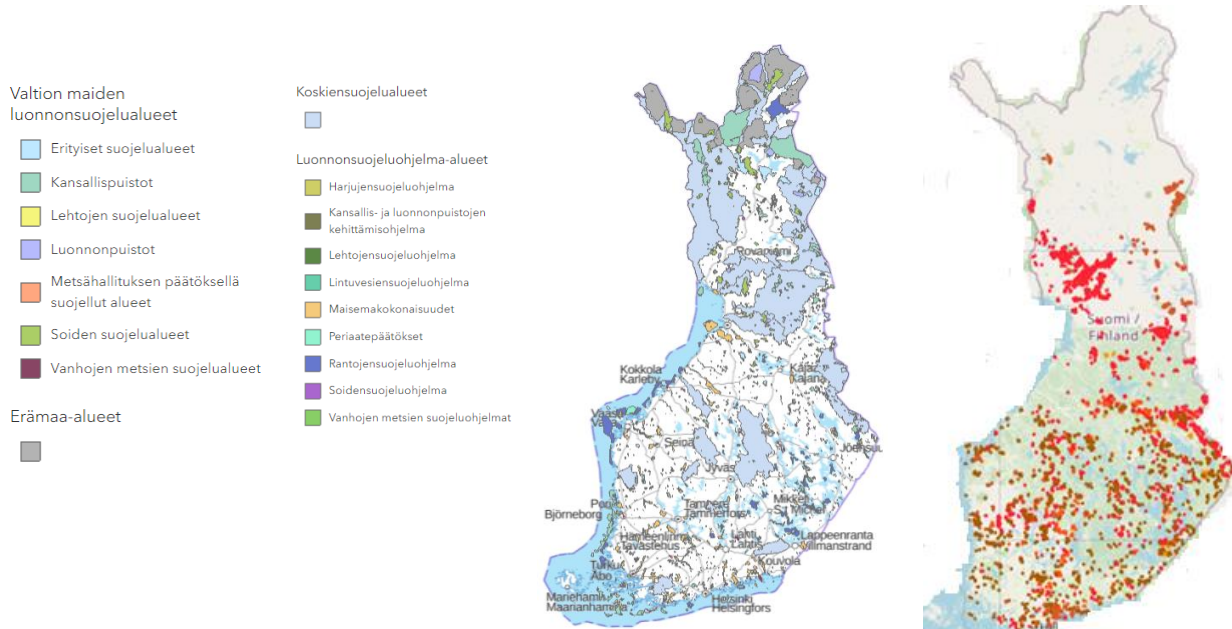 Valtion maiden
luonnonsuojelualueet
Erityiset suojelualueet
Kansallispuistot
Lehtojen suojelualueet
Luonnonpuistot
Metsähallituksen päätöksellä
suojellut alueet
Soiden suojelualueet
Vanhojen metsien suojelualueet
Erämaa-alueet
Koskiensuojelualueet
Luonnonsuojeluohjelma-alueet
Harjujensuojeluohjelma
Kansallis- ja luonnonpuistojen
kehittämisohjelma
Lehtojensuojeluohjelma
Lintuvesiensuojeluohjelma
Maisemakokonaisuudet
Periaatepäätökset
Rantojensuojeluohjelma
Soidensuojeluohjelma
Vanhojen metsien suojeluohjelmat
Rovaniemi
Kokkola
Karleby
Kajaani
Kajana
Vaasa
Seinä
Joensuu
Jyväs
Pori
Björneborg
Tampere
Tammerfors
Mikkeli
S:t Michel
Hämeenlinna
Tavastehus
Lahti
Lahtis
Lappeenranta
Villmanstrand
Kouvola
Turku
Åbo
Mariehamn
Maarianhamina
Helsinki
Helsingfors
Suomi /
Finland